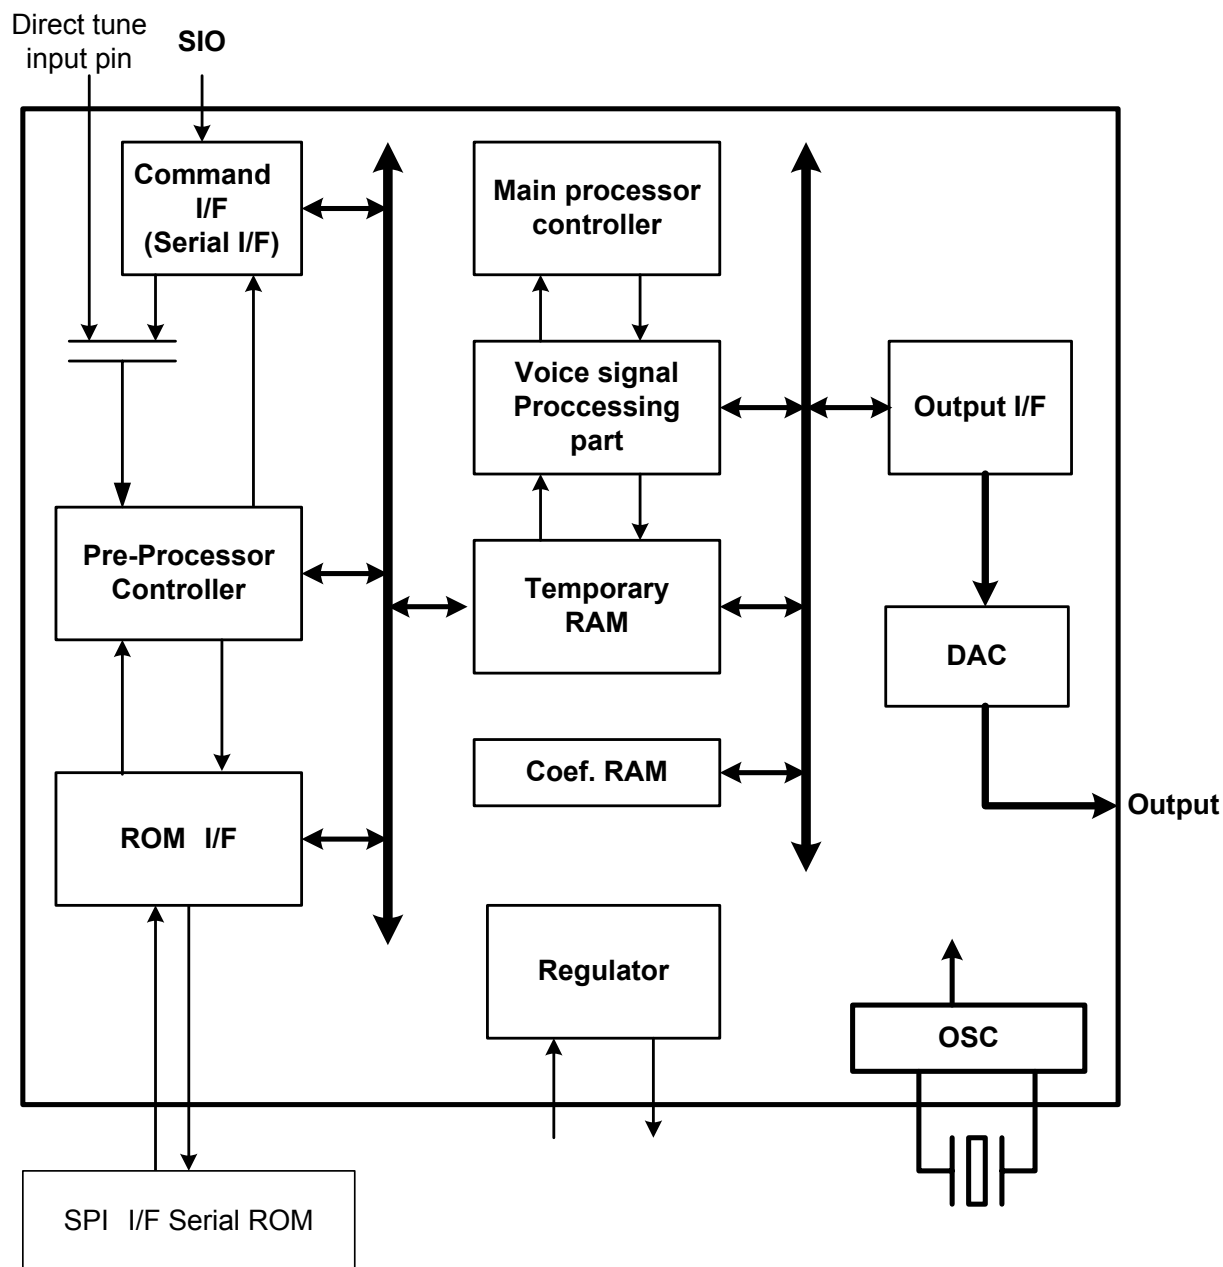 Direct tune
input pin
SIO
Command
I/F
(Serial I/F)
Main processor
controller
Voice signal
Proccessing
part
Output I/F
Pre-Processor
Controller
Temporary
RAM
DAC
Coef. RAM
Output
ROM I/F
Regulator
OSC
SPI I/F Serial ROM